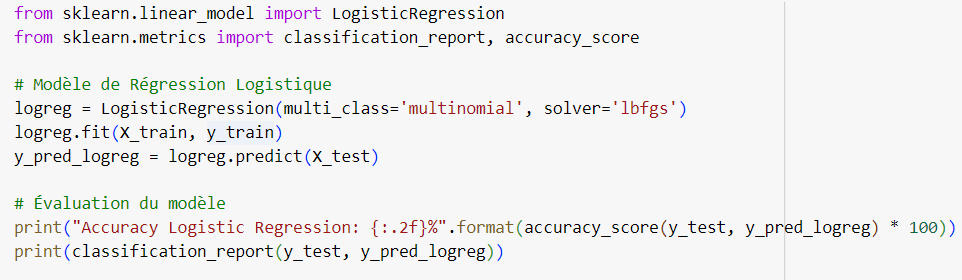 from sklearn.linear_model import LogisticRegression
from sklearn.metrics import classification_report, accuracy_score
# Modèle de Régression Logistique
logreg = LogisticRegression(multi_class='multinomial', solver='lbfgs')
logreg.fit(X_train, y_train)
y_pred_logreg = logreg.predict(X_test)
# Évaluation du modèle
print("Accuracy Logistic Regression: {:.2f}%".format(accuracy_score(y_test, y_pred_logreg) * 100))
print(classification_report(y_test, y_pred_logreg))